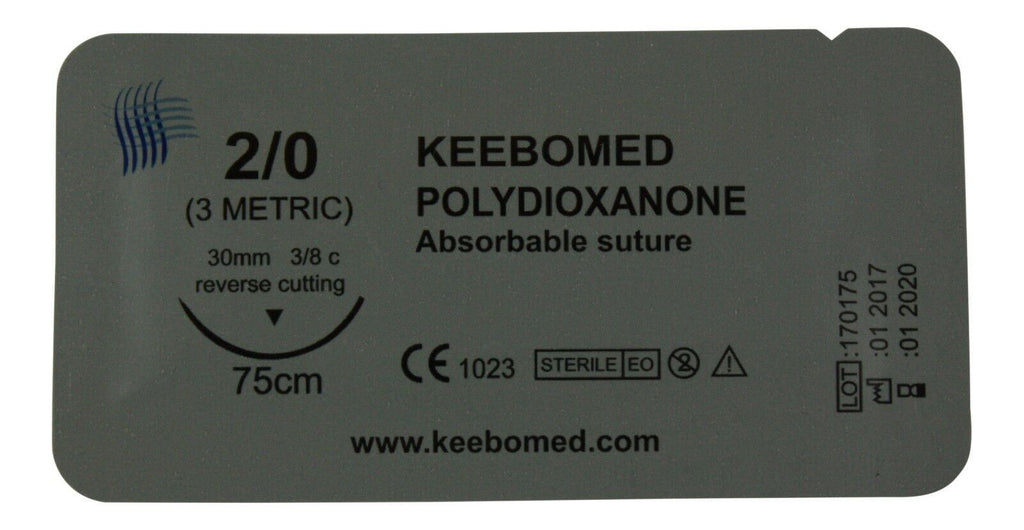 2/0
(3 METRIC)
30mm 3/8 c
reverse cutting
75cm
KEEBOMED
POLYDIOXANONE
Absorbable suture
CE 1023 STERILE EO 2
www.keebomed.com
LOT :170175
:01 2017
:01 2020